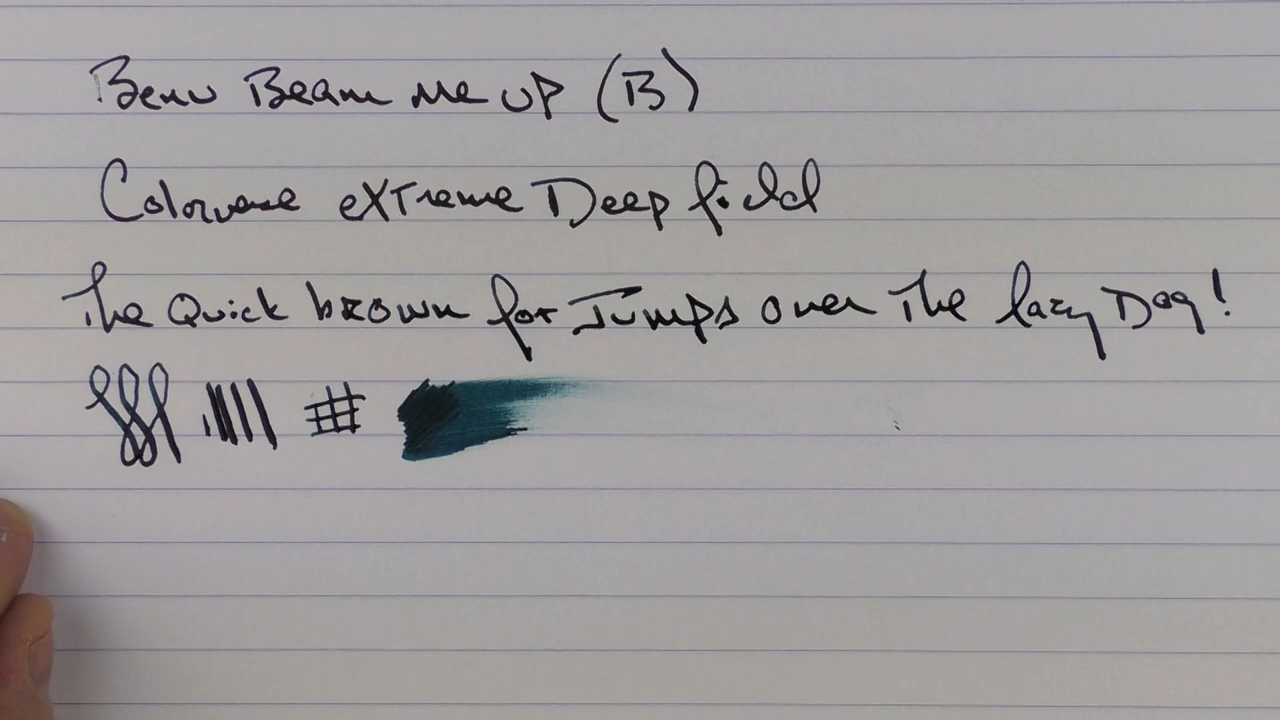 Benu Beam me up (B)
Colorverse extreme Deep field
The Quick brown fox Jumps over The lazy Dog!
#